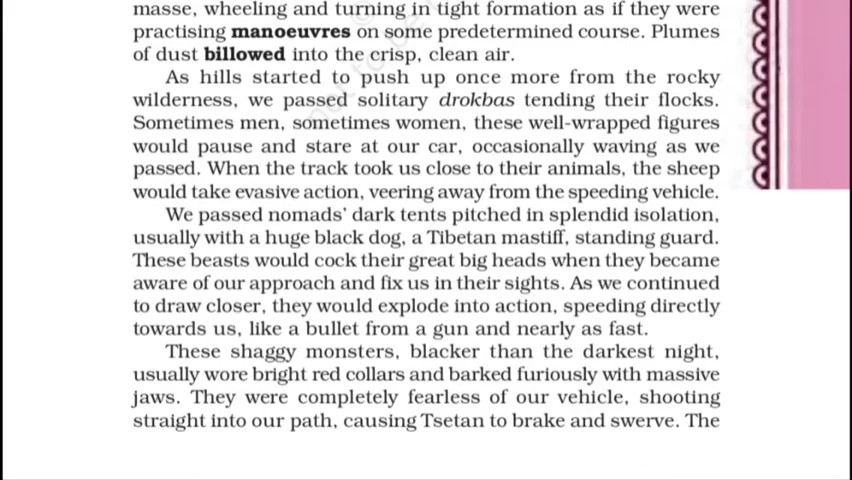 masse, wheeling and turning in tight formation as if they were
practising manoeuvres on some predetermined course. Plumes
of dust billowed into the crisp, clean air.
As hills started to push up once more from the rocky
wilderness, we passed solitary drokbas tending their flocks.
Sometimes men, sometimes women, these well-wrapped figures
would pause and stare at our car, occasionally waving as we
passed. When the track took us close to their animals, the sheep
would take evasive action, veering away from the speeding vehicle.
We passed nomads' dark tents pitched in splendid isolation,
usually with a huge black dog, a Tibetan mastiff, standing guard.
These beasts would cock their great big heads when they became
aware of our approach and fix us in their sights. As we continued
to draw closer, they would explode into action, speeding directly
towards us, like a bullet from a gun and nearly as fast.
These shaggy monsters, blacker than the darkest night,
usually wore bright red collars and barked furiously with massive
jaws. They were completely fearless of our vehicle, shooting
straight into our path, causing Tsetan to brake and swerve. The